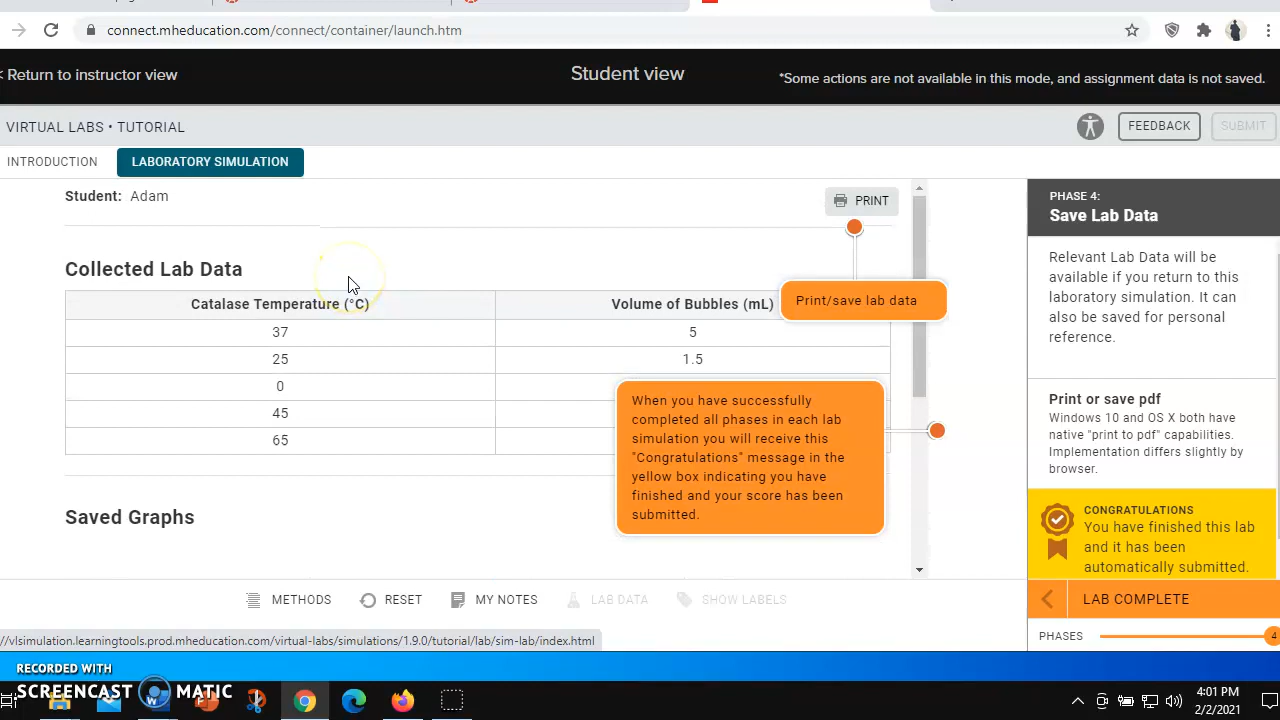 connect.mheducation.com/connect/container/launch.htm
< Return to instructor view
Student view
*Some actions are not available in this mode, and assignment data is not saved.
VIRTUAL LABS • TUTORIAL
FEEDBACK
SUBMIT
INTRODUCTION
LABORATORY SIMULATION
Student: Adam
PRINT
Collected Lab Data
Catalase Temperature (°C)
Volume of Bubbles (mL)
Print/save lab data
37
5
25
1.5
0
45
65
When you have successfully
completed all phases in each lab
simulation you will receive this
"Congratulations" message in the
yellow box indicating you have
finished and your score has been
submitted.
Saved Graphs
PHASE 4:
Save Lab Data
Relevant Lab Data will be
available if you return to this
laboratory simulation. It can
also be saved for personal
reference.
Print or save pdf
Windows 10 and OS X both have
native "print to pdf" capabilities.
Implementation differs slightly by
browser.
CONGRATULATIONS
You have finished this lab
and it has been
automatically submitted.
METHODS
RESET
MY NOTES
LAB DATA
SHOW LABELS
LAB COMPLETE
PHASES
4
//vlsimulation.learningtools.prod.mheducation.com/virtual-labs/simulations/1.9.0/tutorial/lab/sim-lab/index.html
RECORDED WITH
SCREENCAST MATIC
4:01 PM
2/2/2021